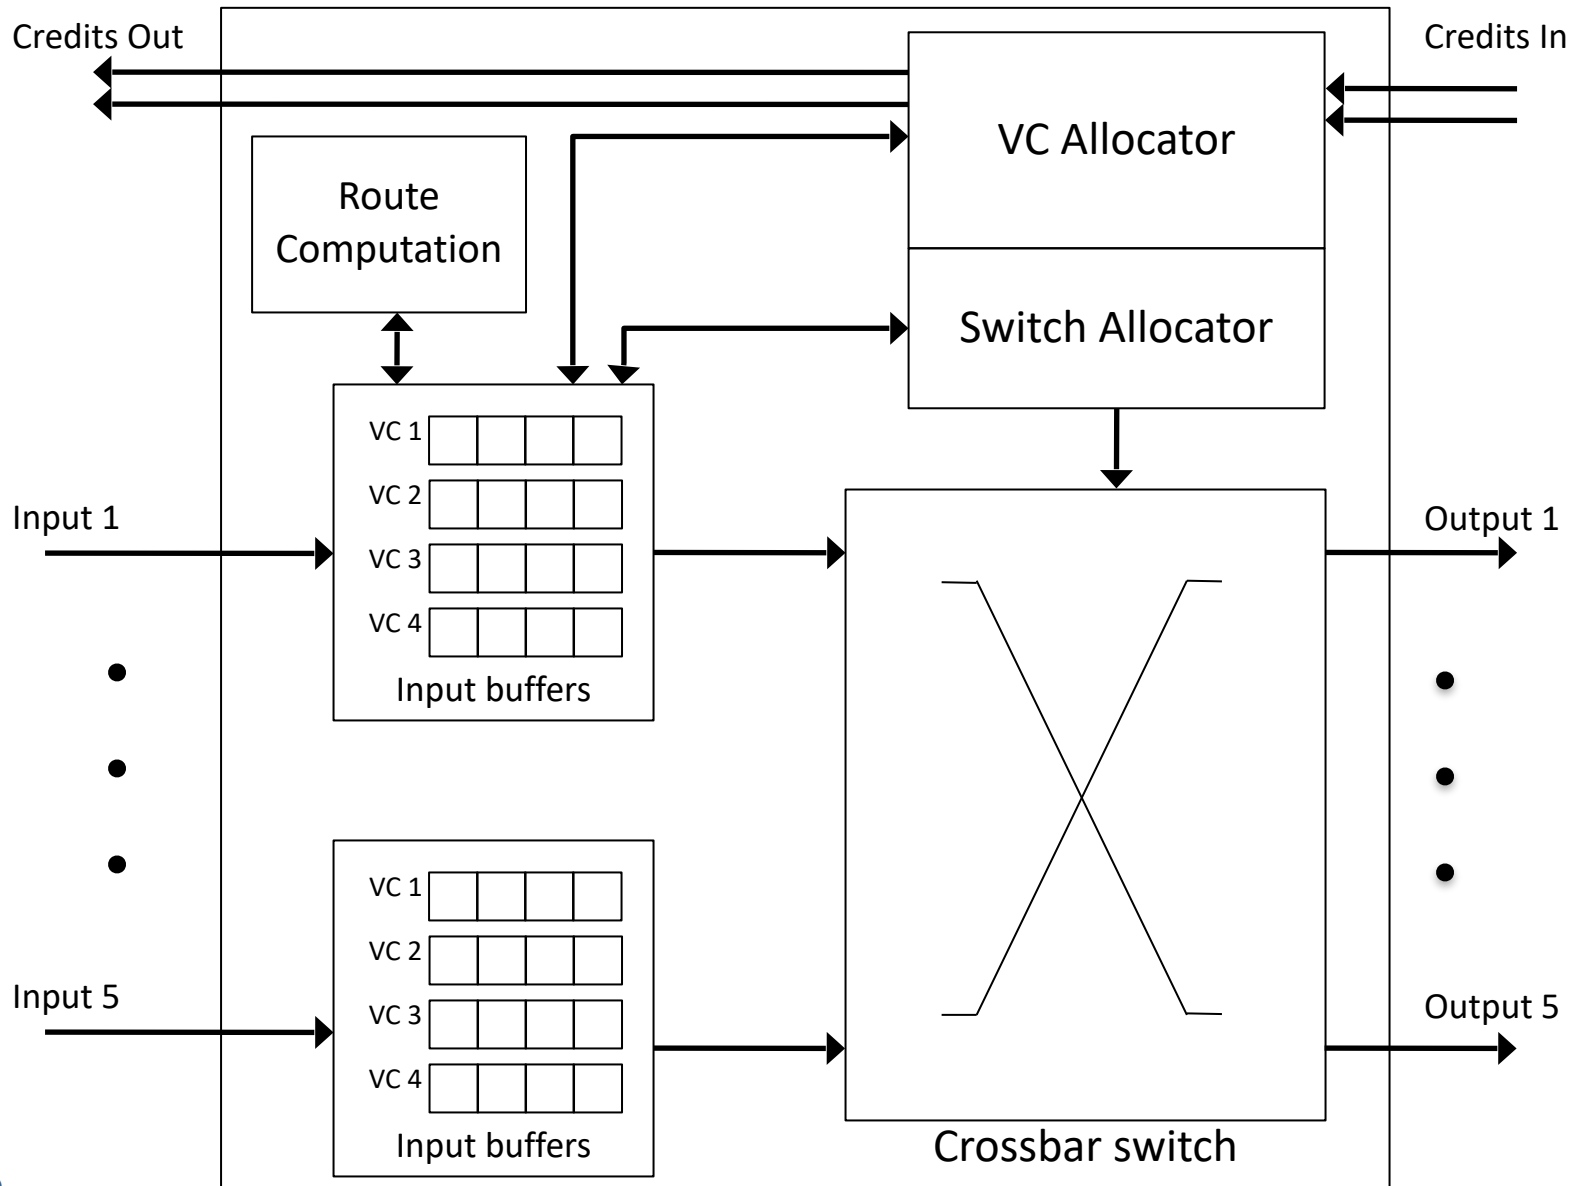 Credits Out
Credits In
VC Allocator
Route
Computation
Switch Allocator
VC 1
VC 2
VC 3
VC 4
Input buffers
Input 1
Output 1
VC 1
VC 2
VC 3
VC 4
Input buffers
Input 5
Output 5
Crossbar switch